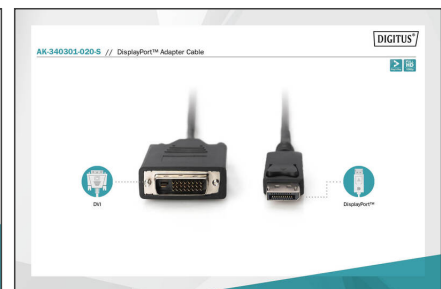 DIGITUS®
AK-340301-020-S // DisplayPort™ Adapter Cable
DVI
DisplayPort™